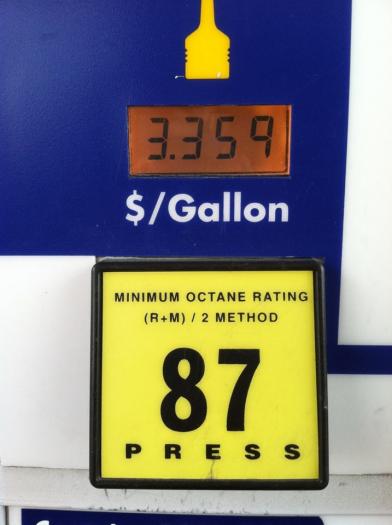 3.359
$/Gallon
MINIMUM OCTANE RATING
(R+M) / 2 METHOD
87
PRESS